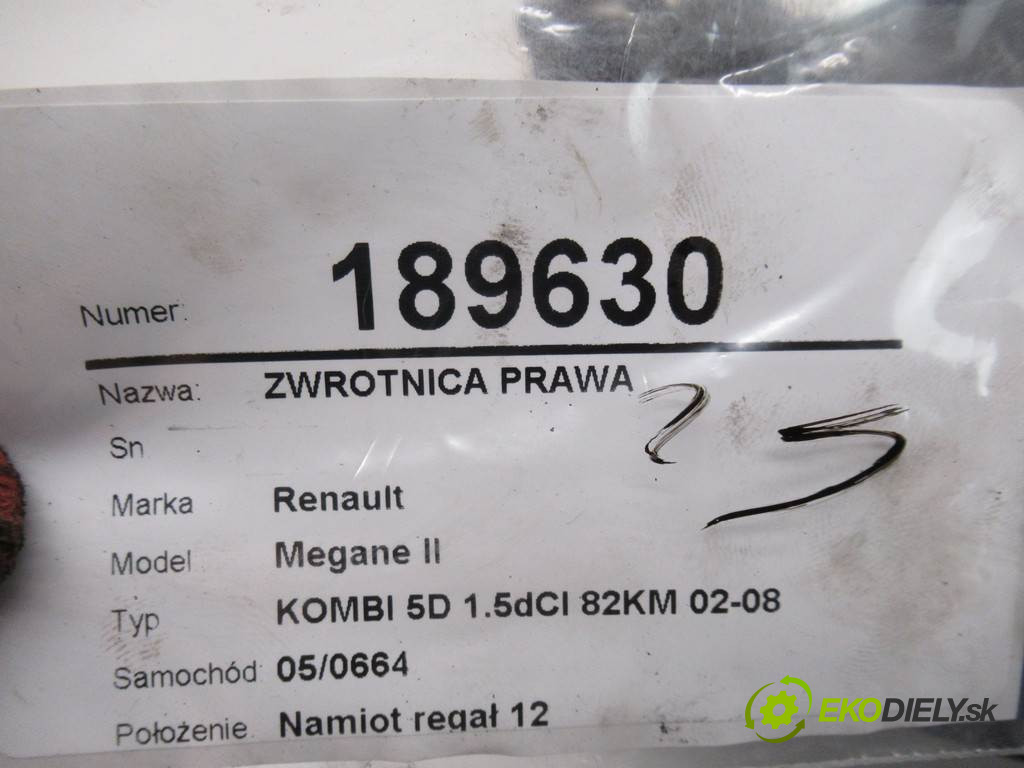 Numer: 189630
Nazwa: ZWROTNICA PRAWA
Sn
Marka Renault
Model Megane II
Typ KOMBI 5D 1.5dCI 82KM 02-08
Samochód 05/0664
Położenie Namiot regał 12
EKODIELY.sk